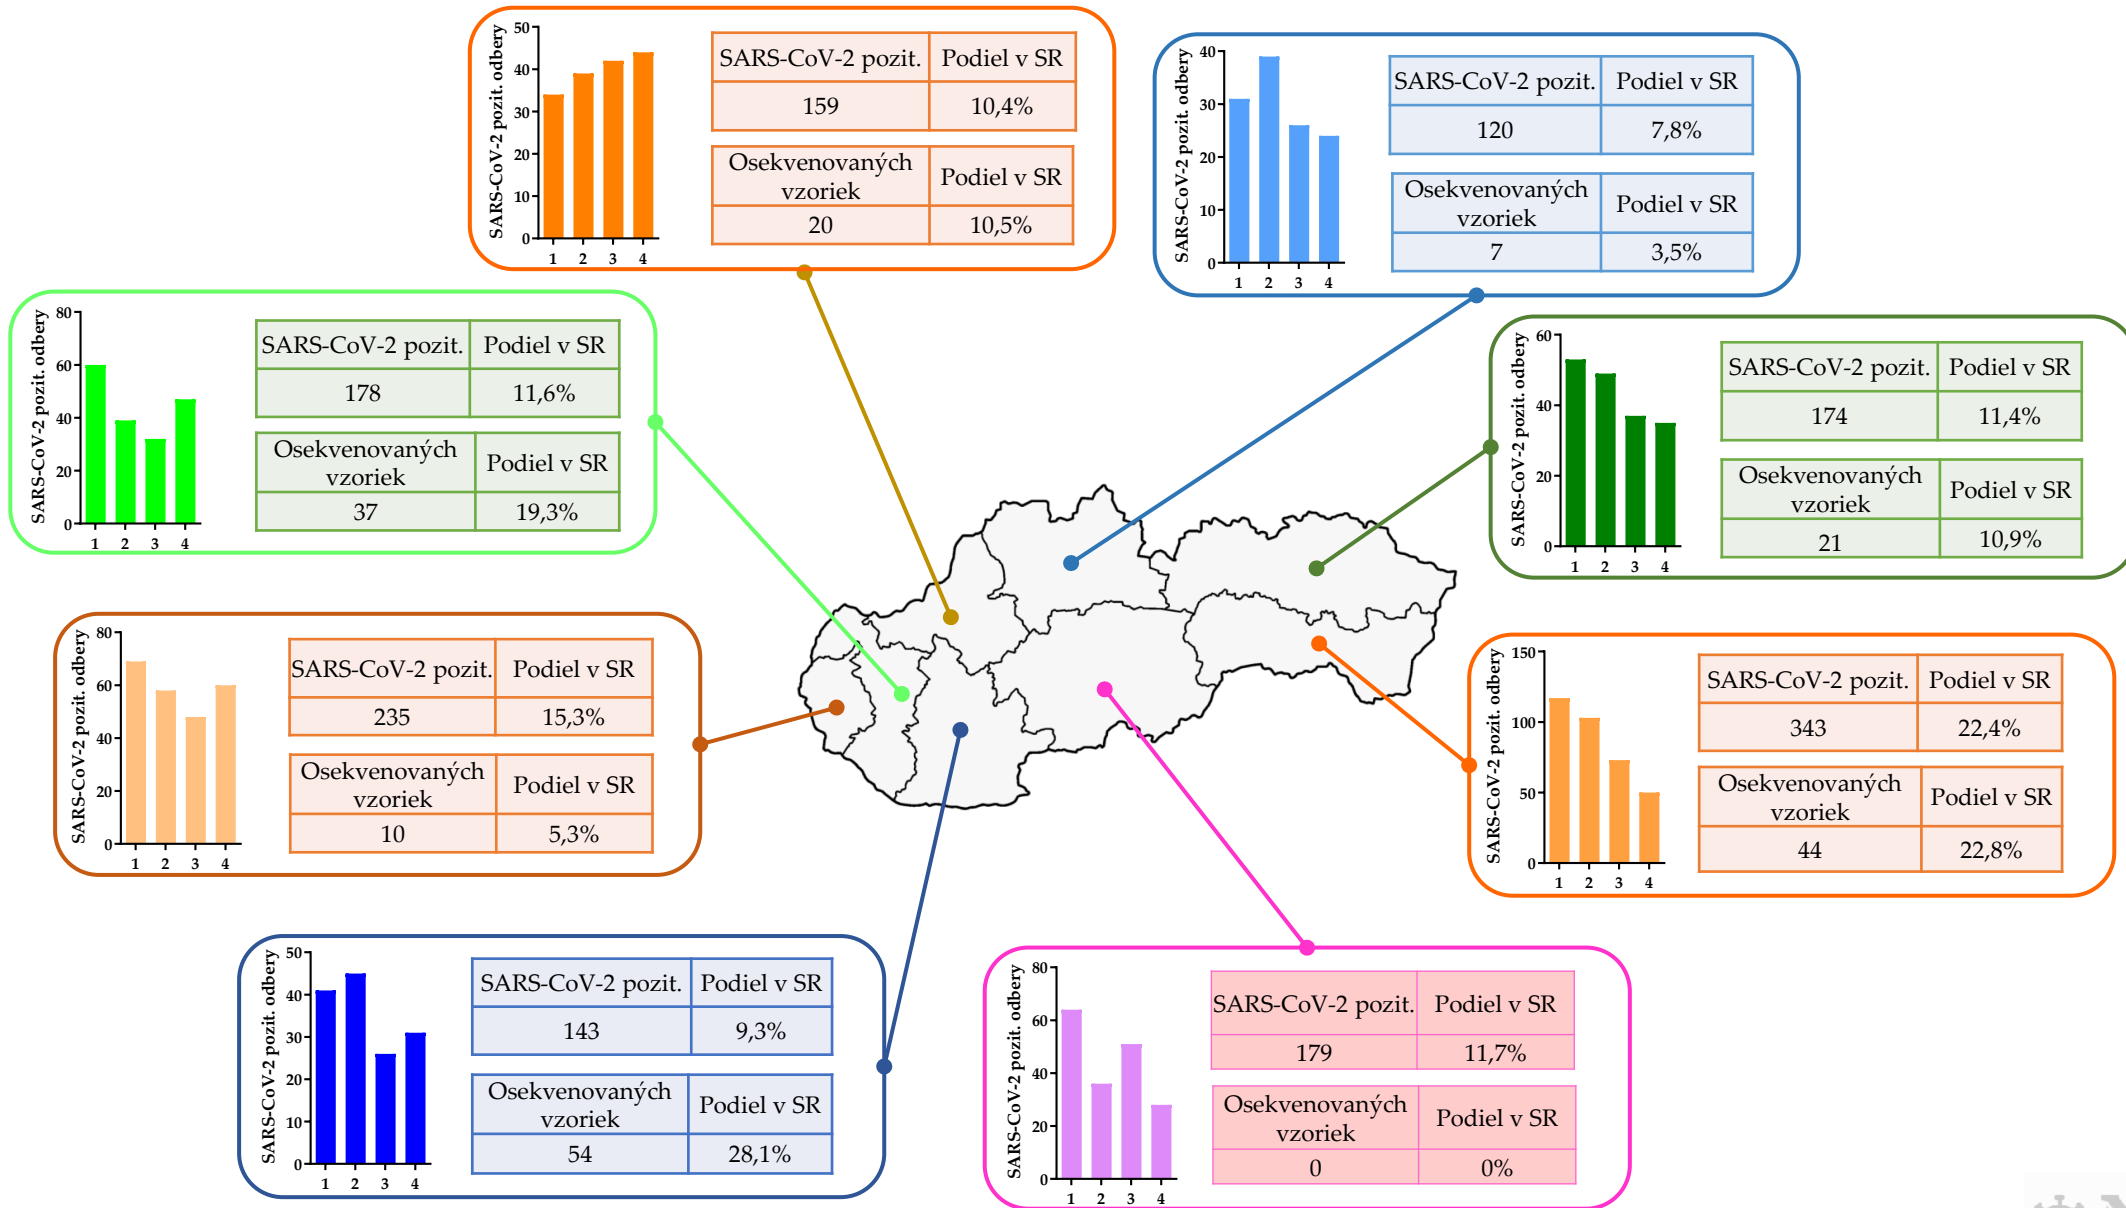 SARS-CoV-2 pozit. odbery
50
40
30
20
10
0
1 2 3 4
SARS-CoV-2 pozit. Podiel v SR
159 10,4%
Osekvenovaných
vzoriek
Podiel v SR
20 10,5%
SARS-CoV-2 pozit. odbery
40
30
20
10
0
1 2 3 4
SARS-CoV-2 pozit. Podiel v SR
120 7,8%
Osekvenovaných
vzoriek
Podiel v SR
7 3,5%
SARS-CoV-2 pozit. odbery
80
60
40
20
0
1 2 3 4
SARS-CoV-2 pozit. Podiel v SR
178 11,6%
Osekvenovaných
vzoriek
Podiel v SR
37 19,3%
SARS-CoV-2 pozit. odbery
60
40
20
0
1 2 3 4
SARS-CoV-2 pozit. Podiel v SR
174 11,4%
Osekvenovaných
vzoriek
Podiel v SR
21 10,9%
SARS-CoV-2 pozit. odbery
80
60
40
20
0
1 2 3 4
SARS-CoV-2 pozit. Podiel v SR
235 15,3%
Osekvenovaných
vzoriek
Podiel v SR
10 5,3%
SARS-CoV-2 pozit. odbery
150
100
50
0
1 2 3 4
SARS-CoV-2 pozit. Podiel v SR
343 22,4%
Osekvenovaných
vzoriek
Podiel v SR
44 22,8%
SARS-CoV-2 pozit. odbery
50
40
30
20
10
0
1 2 3 4
SARS-CoV-2 pozit. Podiel v SR
143 9,3%
Osekvenovaných
vzoriek
Podiel v SR
54 28,1%
SARS-CoV-2 pozit. odbery
80
60
40
20
0
1 2 3 4
SARS-CoV-2 pozit. Podiel v SR
179 11,7%
Osekvenovaných
vzoriek
Podiel v SR
0 0%